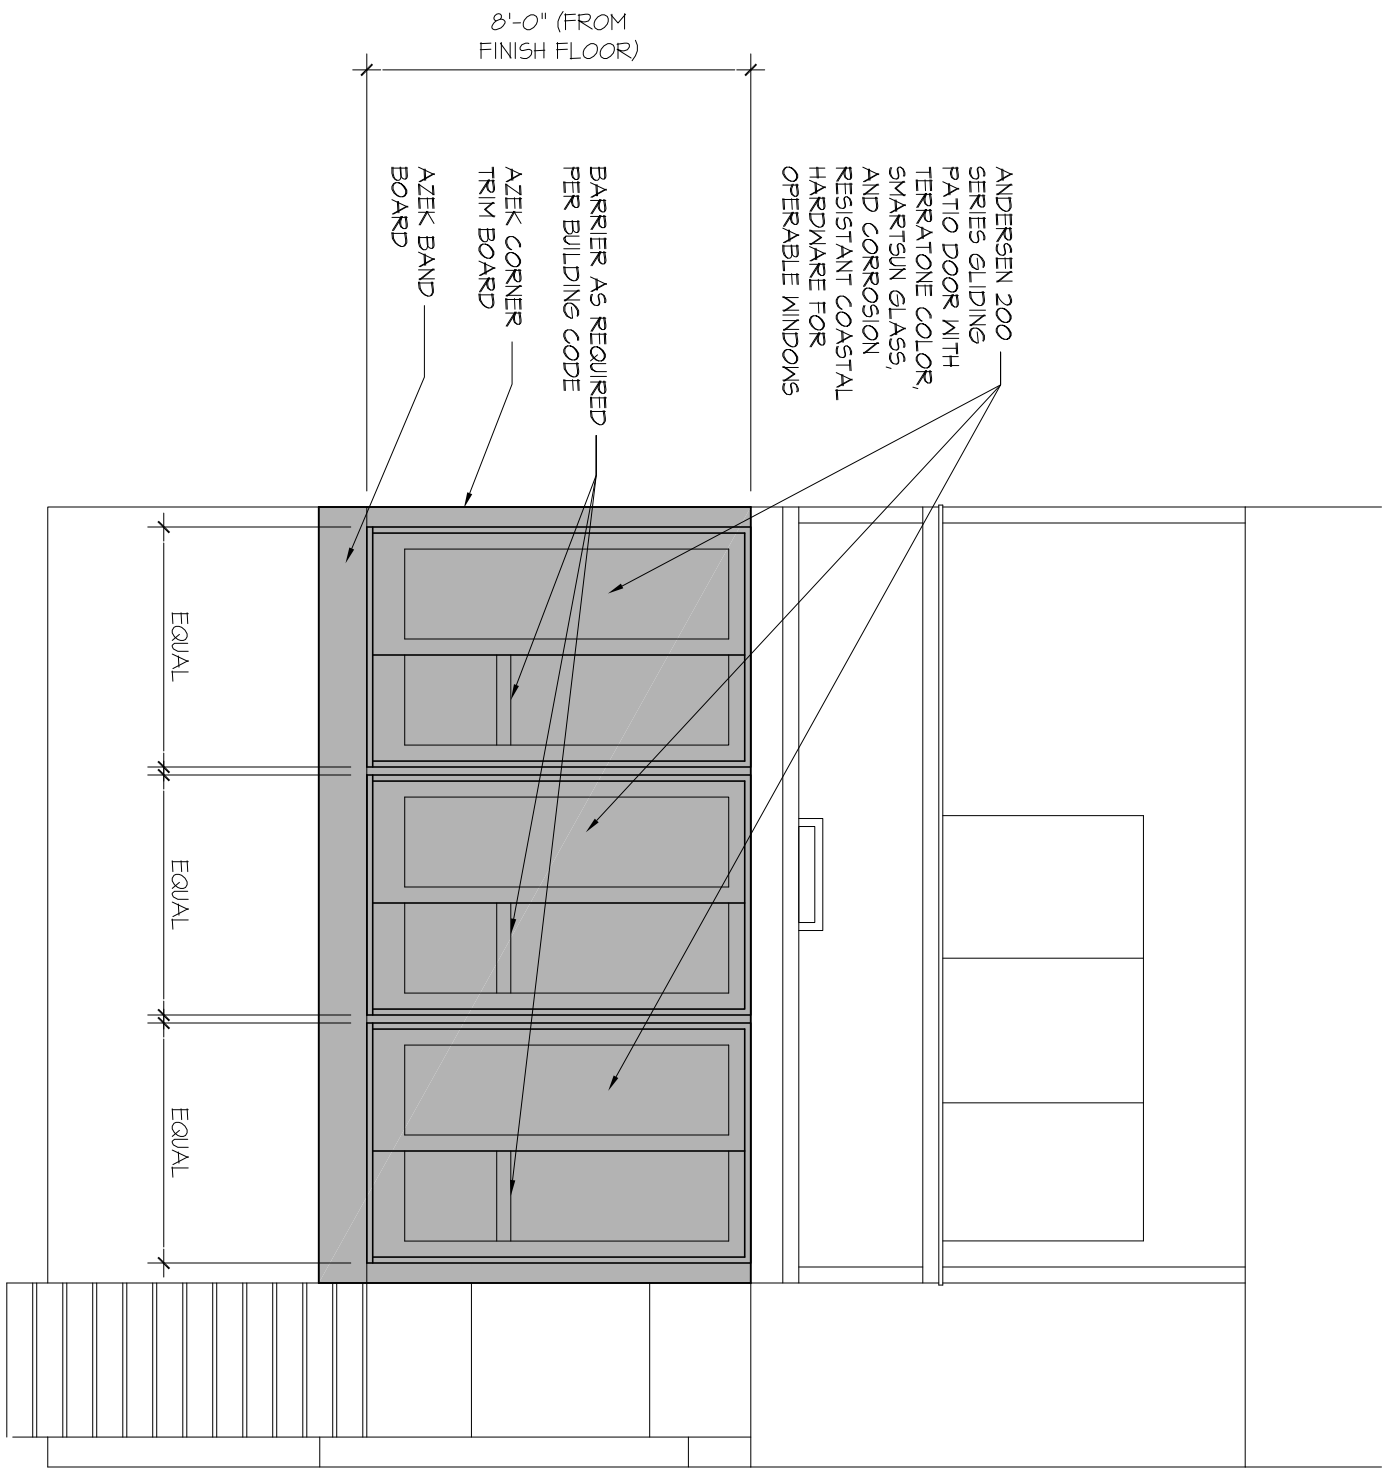 8'-0" (FROM
FINISH FLOOR)
ANDERSEN 200
SERIES GLIDING
PATIO DOOR WITH
TERRATONE COLOR,
SMARTSUN GLASS,
AND CORROSION
RESISTANT COASTAL
HARDWARE FOR
OPERABLE WINDOWS
BARRIER AS REQUIRED
PER BUILDING CODE
AZEK CORNER
TRIM BOARD
AZEK BAND
BOARD
EQUAL
EQUAL
EQUAL